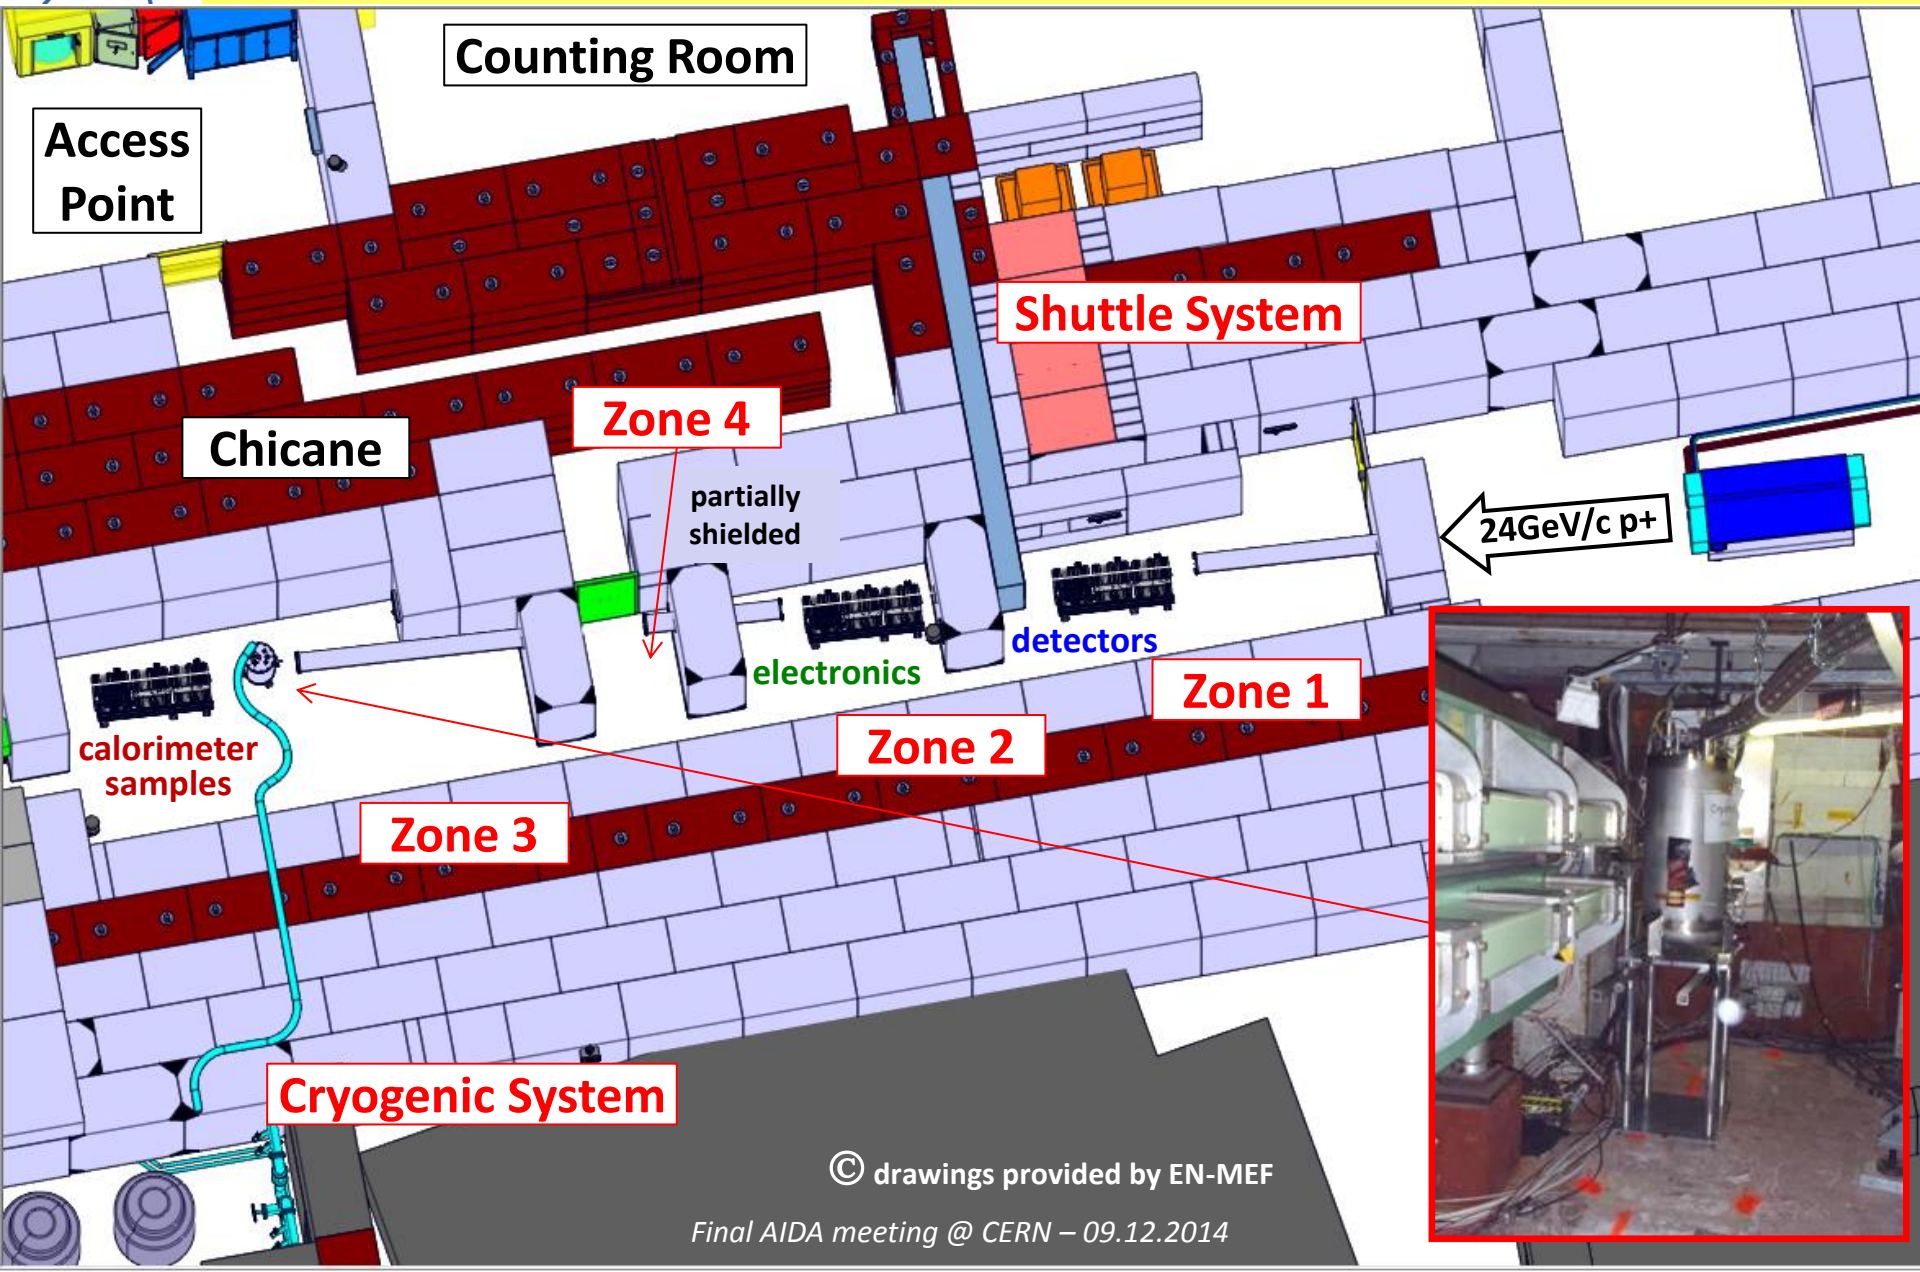 Counting Room
Access
Point
Shuttle System
Zone 4
Chicane
partially
shielded
24GeV/c p+
detectors
electronics
Zone 1
calorimeter
samples
Zone 2
Zone 3
Cryogenic System
© drawings provided by EN-MEF
Final AIDA meeting @ CERN – 09.12.2014